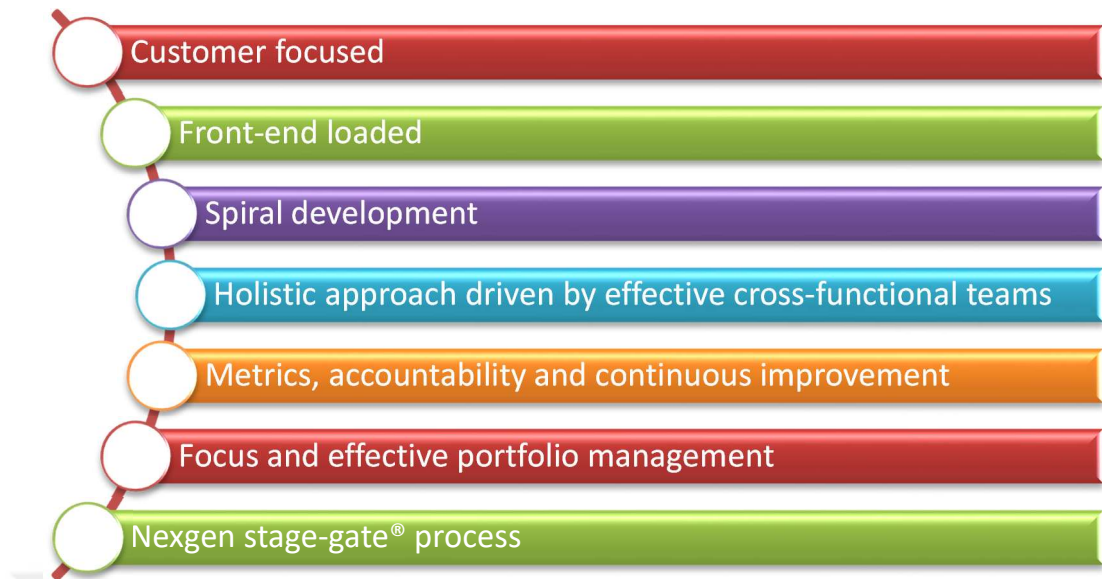 Customer focused
Front-end loaded
Spiral development
Holistic approach driven by effective cross-functional teams
Metrics, accountability and continuous improvement
Focus and effective portfolio management
Nexgen stage-gate® process